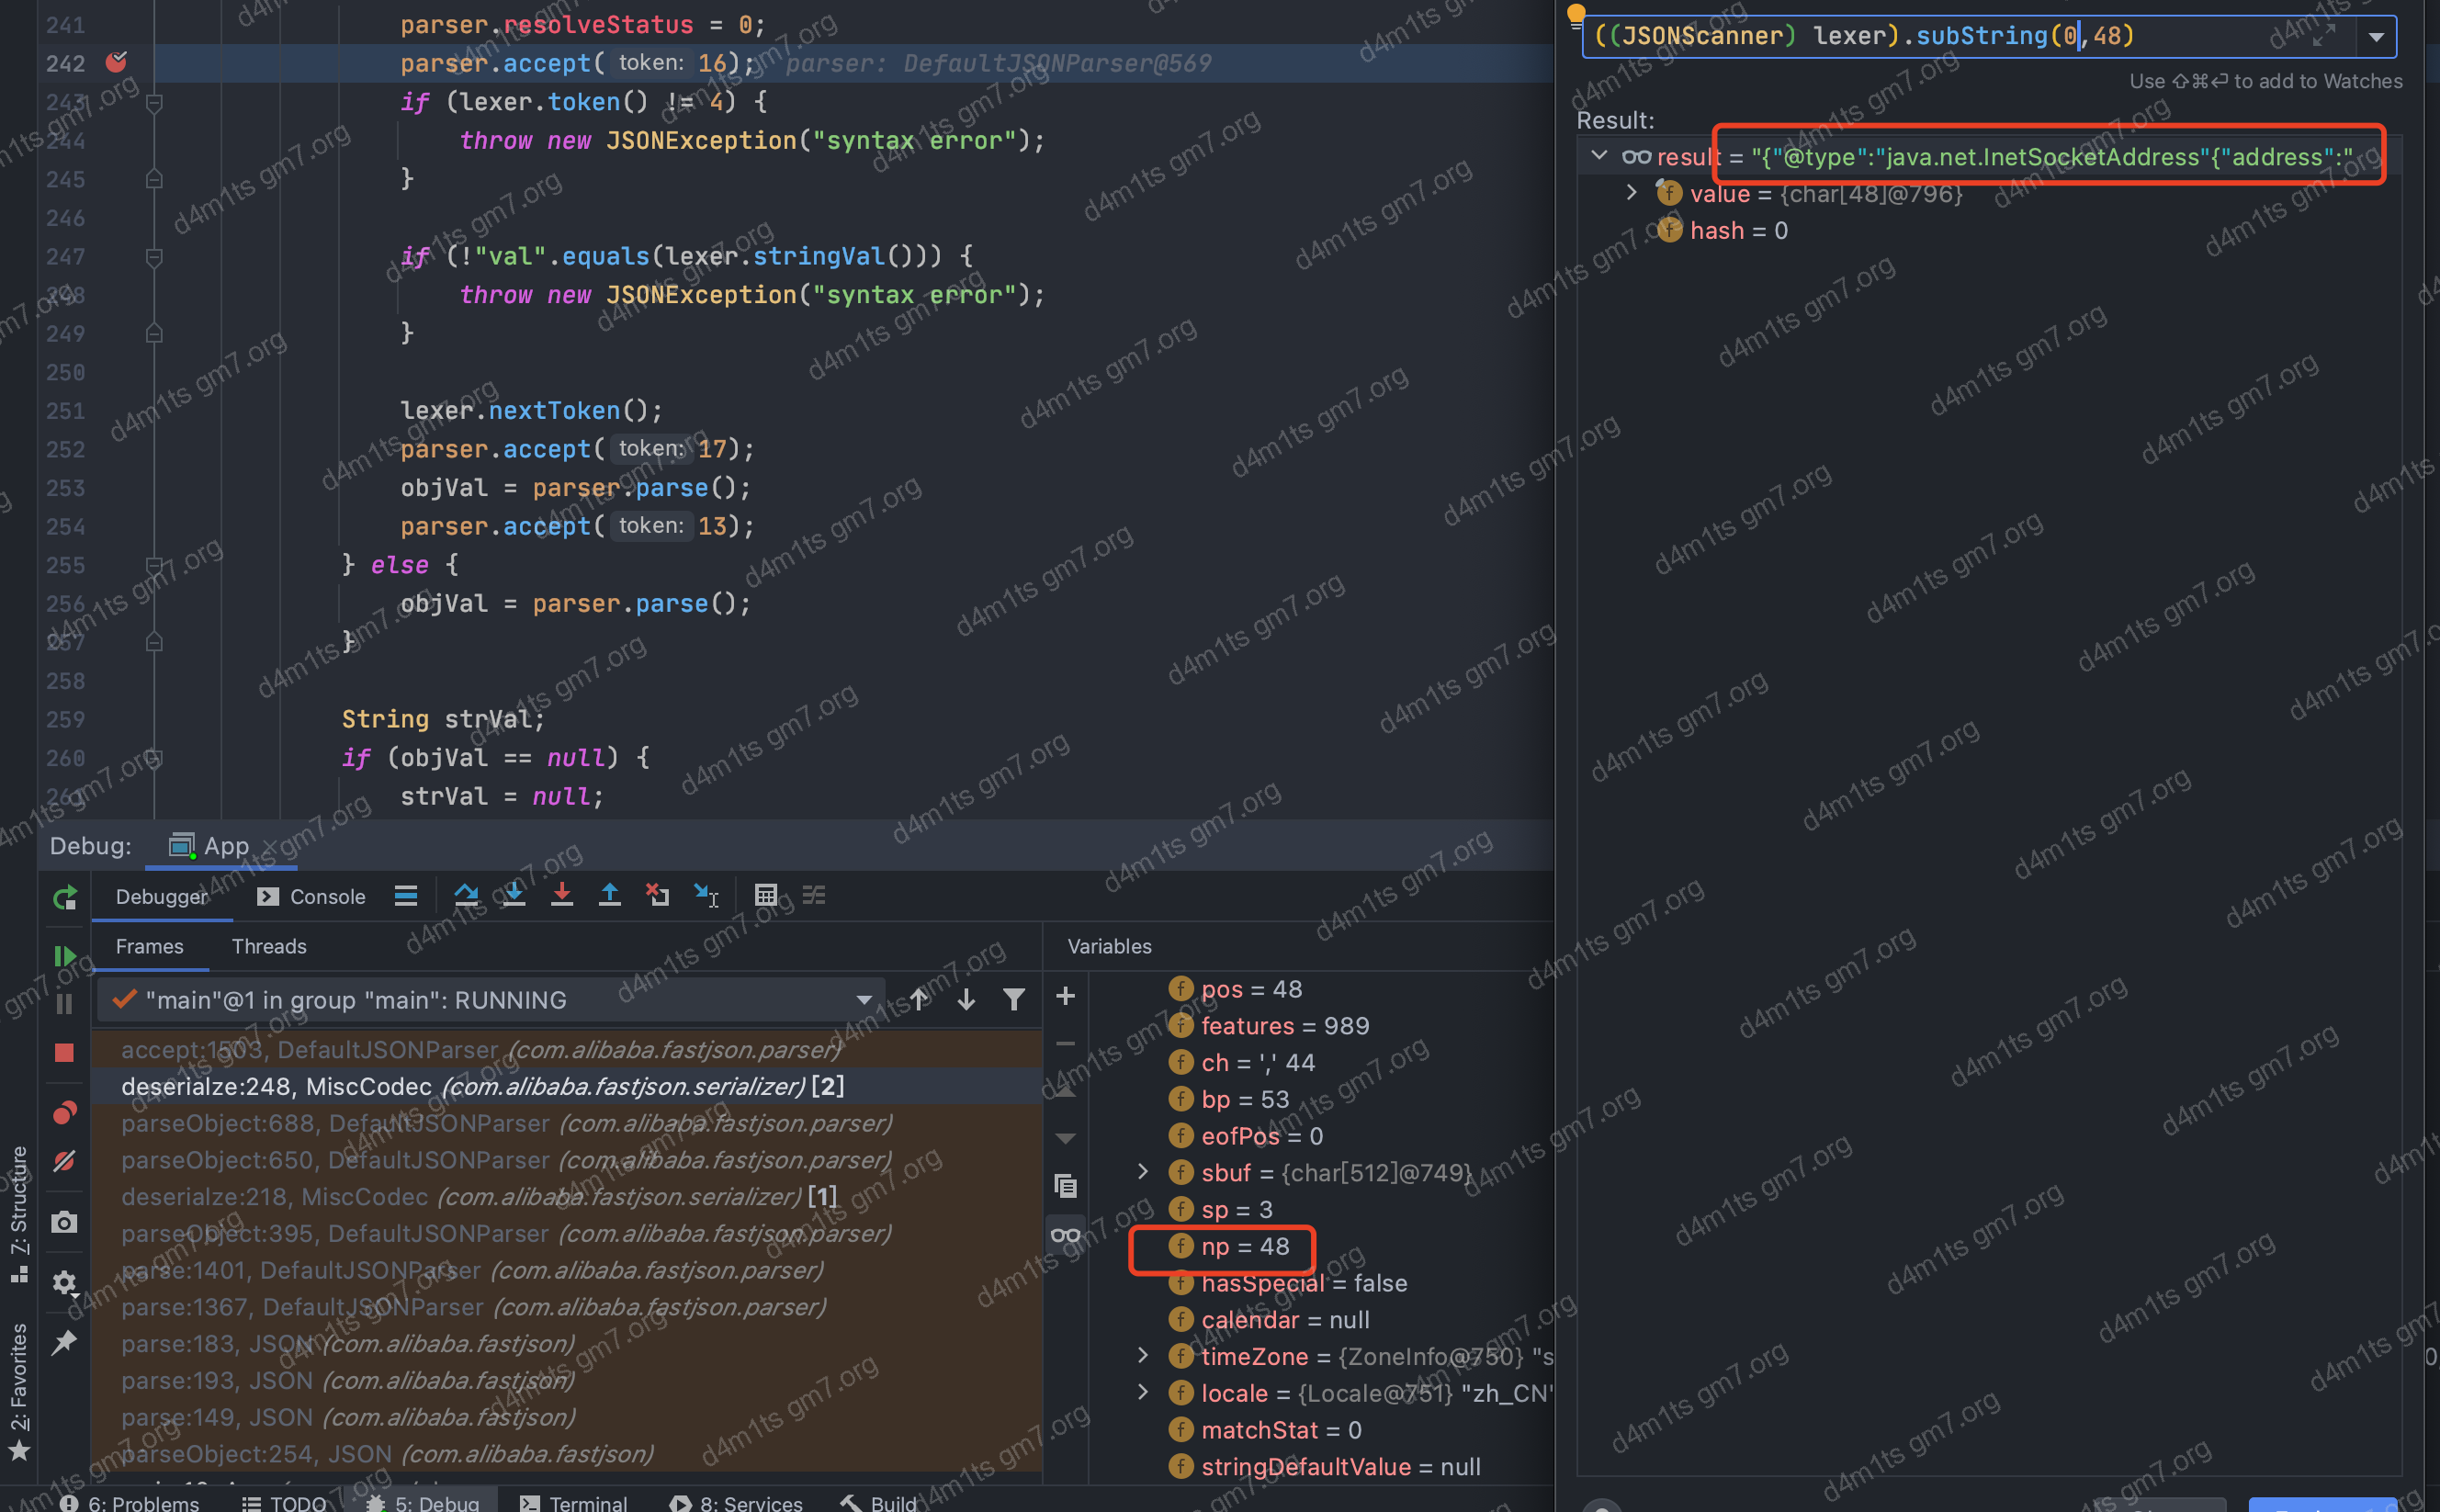 241 parser.resolveStatus = 0;
242 parser.accept( token: 16); parser: DefaultJSONParser@569
243 if (lexer.token() != 4) {
244 throw new JSONException("syntax error");
245 }
246
247 if (!"val".equals(lexer.stringVal())) {
248 throw new JSONException("syntax error");
249 }
250
251 lexer.nextToken();
252 parser.accept( token: 17);
253 objVal = parser.parse();
254 parser.accept( token: 13);
255 } else {
256 objVal = parser.parse();
257 }
258
259 String strVal;
260 if (objVal == null) {
261 strVal = null;
((JSONScanner) lexer).subString(0,48)
Use ⇧⌘⏎ to add to Watches
Result:
result = "{"@type":"java.net.InetSocketAddress"{"address":"
value = {char[48]@796}
hash = 0
Debug: App
Debugger Console
Frames Threads
"main"@1 in group "main": RUNNING
accept:1503, DefaultJSONParser (com.alibaba.fastjson.parser)
deserialze:248, MiscCodec (com.alibaba.fastjson.serializer) [2]
parseObject:688, DefaultJSONParser (com.alibaba.fastjson.parser)
parseObject:650, DefaultJSONParser (com.alibaba.fastjson.parser)
deserialze:218, MiscCodec (com.alibaba.fastjson.serializer) [1]
parseObject:395, DefaultJSONParser (com.alibaba.fastjson.parser)
parse:1401, DefaultJSONParser (com.alibaba.fastjson.parser)
parse:1367, DefaultJSONParser (com.alibaba.fastjson.parser)
parse:183, JSON (com.alibaba.fastjson)
parse:193, JSON (com.alibaba.fastjson)
parse:149, JSON (com.alibaba.fastjson)
parseObject:254, JSON (com.alibaba.fastjson)
Variables
pos = 48
features = 989
ch = ',' 44
bp = 53
eofPos = 0
sbuf = {char[512]@749}
sp = 3
np = 48
hasSpecial = false
calendar = null
timeZone = {ZoneInfo@750} "s
locale = {Locale@751} "zh_CN"
matchStat = 0
stringDefaultValue = null
7: Structure
2: Favorites
6: Problems TODO 5: Debug Terminal 8: Services Build
d4m1ts gm7.org